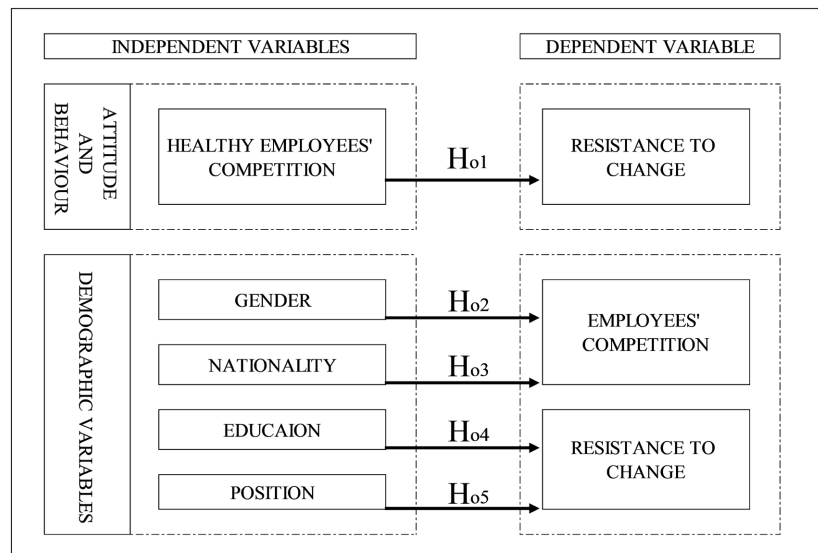 INDEPENDENT VARIABLES
DEPENDENT VARIABLE
ATTITUDE
AND
BEHAVIOUR
HEALTHY EMPLOYEES'
COMPETITION
Ho1
RESISTANCE TO
CHANGE
DEMOGRAPHIC VARIABLES
GENDER
Ho2
NATIONALITY
Ho3
EMPLOYEES'
COMPETITION
EDUCAION
Ho4
POSITION
Ho5
RESISTANCE TO
CHANGE